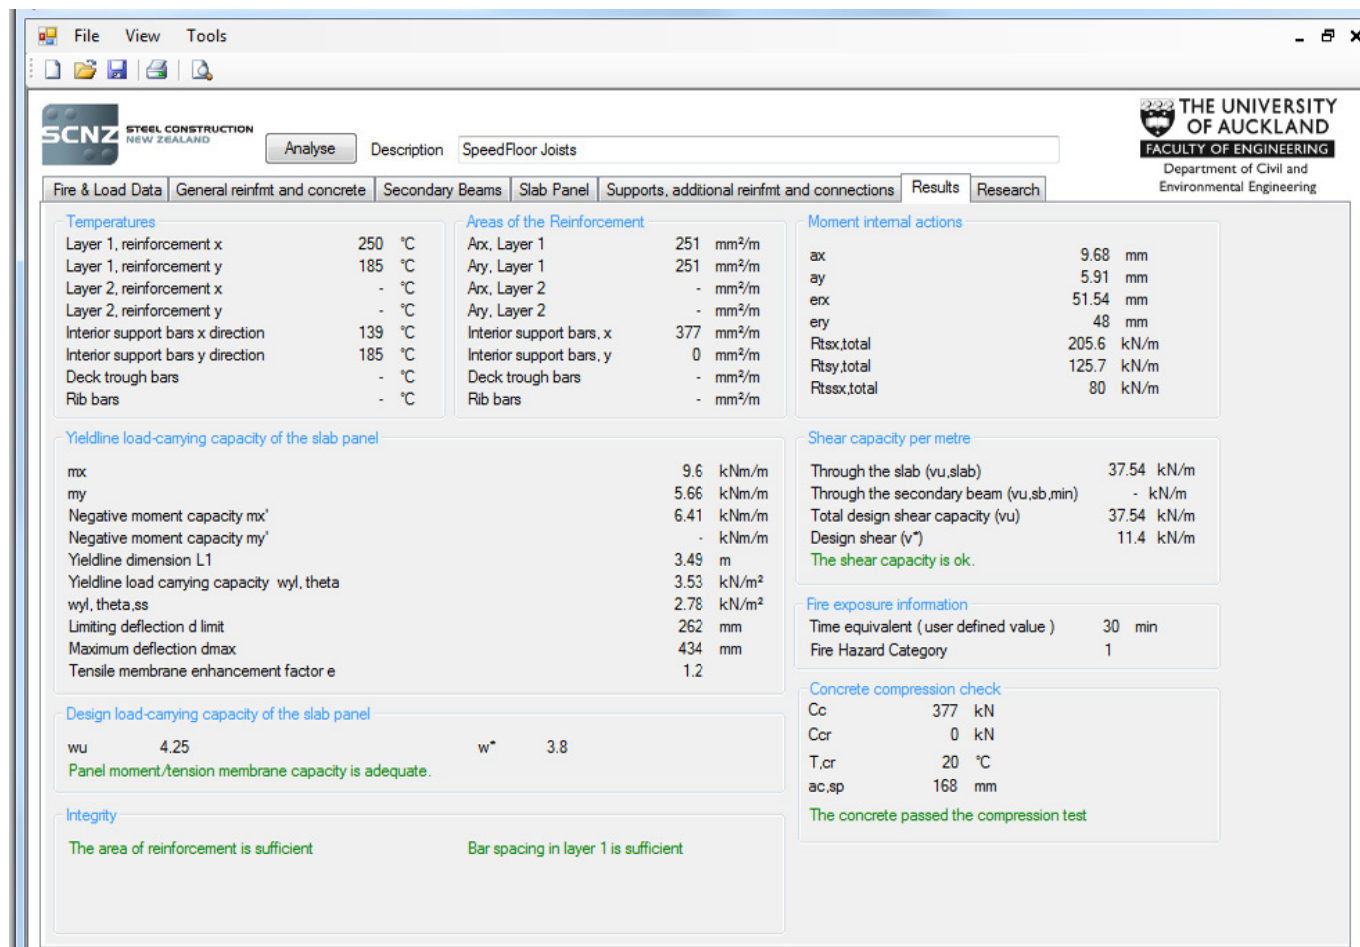 File View Tools
SCNZ STEEL CONSTRUCTION
NEW ZEALAND
Analyse Description SpeedFloor Joists
THE UNIVERSITY
OF AUCKLAND
FACULTY OF ENGINEERING
Department of Civil and
Environmental Engineering
Fire & Load Data General reinfmt and concrete Secondary Beams Slab Panel Supports, additional reinfmt and connections Results Research
Temperatures
Layer 1, reinforcement x 250 °C
Layer 1, reinforcement y 185 °C
Layer 2, reinforcement x - °C
Layer 2, reinforcement y - °C
Interior support bars x direction 139 °C
Interior support bars y direction 185 °C
Deck trough bars - °C
Rib bars - °C
Areas of the Reinforcement
Arx, Layer 1 251 mm²/m
Ary, Layer 1 251 mm²/m
Arx, Layer 2 - mm²/m
Ary, Layer 2 - mm²/m
Interior support bars, x 377 mm²/m
Interior support bars, y 0 mm²/m
Deck trough bars - mm²/m
Rib bars - mm²/m
Moment internal actions
ax 9.68 mm
ay 5.91 mm
erx 51.54 mm
ery 48 mm
Rtsx,total 205.6 kN/m
Rtsy,total 125.7 kN/m
Rtssx,total 80 kN/m
Yieldline load-carrying capacity of the slab panel
mx 9.6 kNm/m
my 5.66 kNm/m
Negative moment capacity mx' 6.41 kNm/m
Negative moment capacity my' - kNm/m
Yieldline dimension L1 3.49 m
Yieldline load carrying capacity wyl, theta 3.53 kN/m²
wyl, theta,ss 2.78 kN/m²
Limiting deflection d limit 262 mm
Maximum deflection dmax 434 mm
Tensile membrane enhancement factor e 1.2
Shear capacity per metre
Through the slab (vu,slab) 37.54 kN/m
Through the secondary beam (vu,sb,min) - kN/m
Total design shear capacity (vu) 37.54 kN/m
Design shear (v*) 11.4 kN/m
The shear capacity is ok.
Fire exposure information
Time equivalent ( user defined value ) 30 min
Fire Hazard Category 1
Design load-carrying capacity of the slab panel
wu 4.25 w* 3.8
Panel moment/tension membrane capacity is adequate.
Concrete compression check
Cc 377 kN
Ccr 0 kN
T,cr 20 °C
ac,sp 168 mm
The concrete passed the compression test
Integrity
The area of reinforcement is sufficient Bar spacing in layer 1 is sufficient